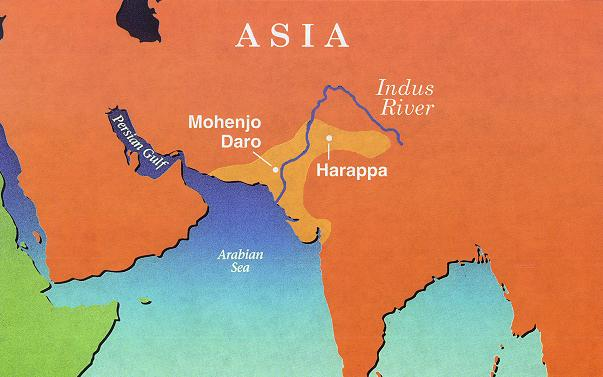 ASIA
Indus
River
Mohenjo
Daro
Persian Gulf
Harappa
Arabian
Sea